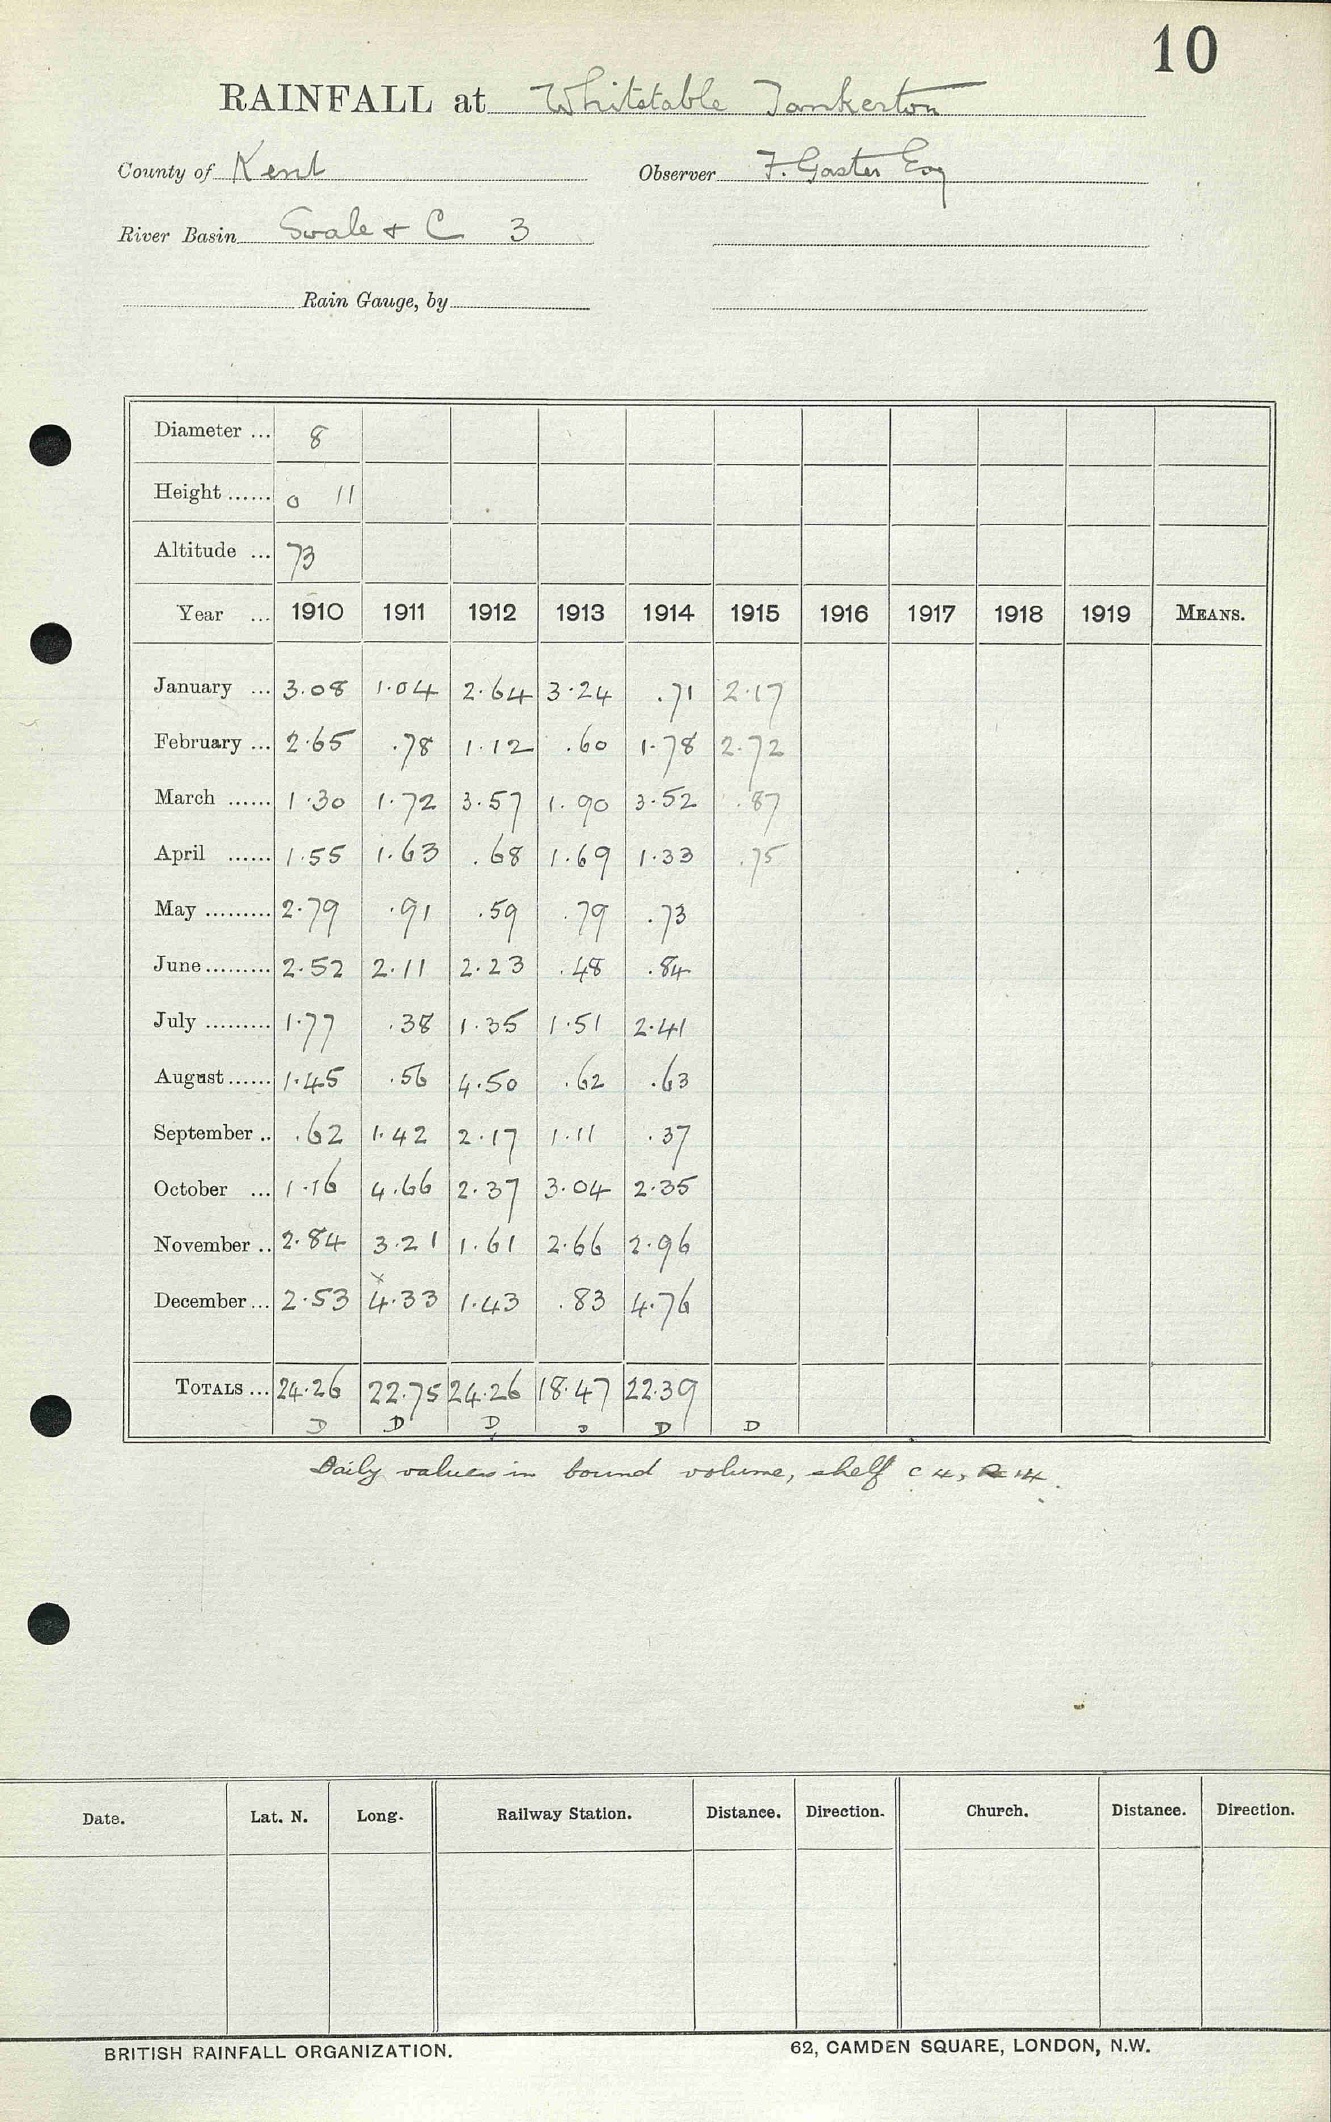 10
RAINFALL at Whitstable Tankerton
County of Kent Observer F. Gaster Esq
River Basin Swale & C 3
Rain Gauge, by
Diameter ... 8
Height ...... 0 11
Altitude ... 73
Year ... 1910 1911 1912 1913 1914 1915 1916 1917 1918 1919 MEANS.
January ... 3.08 1.04 2.64 3.24 .71 2.17
February ... 2.65 .78 1.12 .60 1.78 2.72
March ...... 1.30 1.72 3.57 1.90 3.52 .87
April ...... 1.55 1.63 .68 1.69 1.33 .75
May ......... 2.79 .91 .59 .79 .73
June ......... 2.52 2.11 2.23 .48 .84
July ......... 1.77 .38 1.35 1.51 2.41
August ...... 1.45 .56 4.50 .62 .63
September .. .62 1.42 2.17 1.11 .37
October ... 1.16 4.66 2.37 3.04 2.35
November .. 2.84 3.21 1.61 2.66 2.96
x
December ... 2.53 4.33 1.43 .83 4.76
TOTALS ... 24.26 22.75 24.26 18.47 22.39
D D D D D D
Daily values in bound volume, shelf C 4, 14.
Date. Lat. N. Long. Railway Station. Distance. Direction. Church. Distance. Direction.
BRITISH RAINFALL ORGANIZATION. 62, CAMDEN SQUARE, LONDON, N.W.